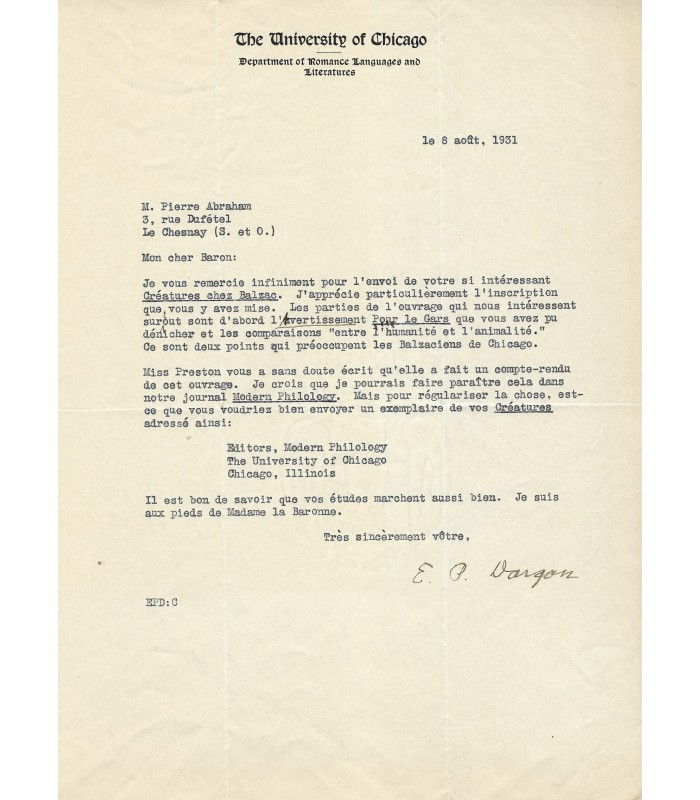 The University of Chicago
Department of Romance Languages and
Literatures
le 8 août, 1931
M. Pierre Abraham
3, rue Dufétel
Le Chesnay (S. et O.)
Mon cher Baron:
Je vous remercie infiniment pour l'envoi de votre si intéressant
Créatures chez Balzac. J'apprécie particulièrement l'inscription
que vous y avez mise. Les parties de l'ouvrage qui nous intéressent
surtout sont d'abord l'Avertissement Pour le Gars que vous avez pu
dénicher et les comparaisons "entre l'humanité et l'animalité."
Ce sont deux points qui préoccupent les Balzaciens de Chicago.
Miss Preston vous a sans doute écrit qu'elle a fait un compte-rendu
de cet ouvrage. Je crois que je pourrais faire paraître cela dans
notre journal Modern Philology. Mais pour régulariser la chose, est-
ce que vous voudriez bien envoyer un exemplaire de vos Créatures
adressé ainsi:
Editors, Modern Philology
The University of Chicago
Chicago, Illinois
Il est bon de savoir que vos études marchent aussi bien. Je suis
aux pieds de Madame la Baronne.
Très sincèrement vôtre,
E. P. Dargan
EPD:C